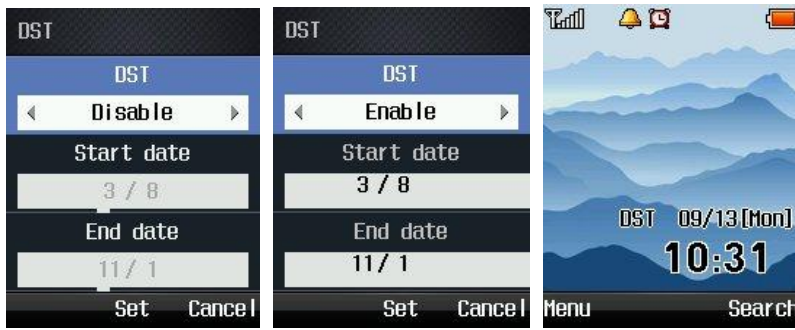 DST
DST
Disable
Start date
3 / 8
End date
11/ 1
Set Cancel
DST
DST
Enable
Start date
3 / 8
End date
11/ 1
Set Cancel
DST 09/13[Mon]
10:31
Menu Search